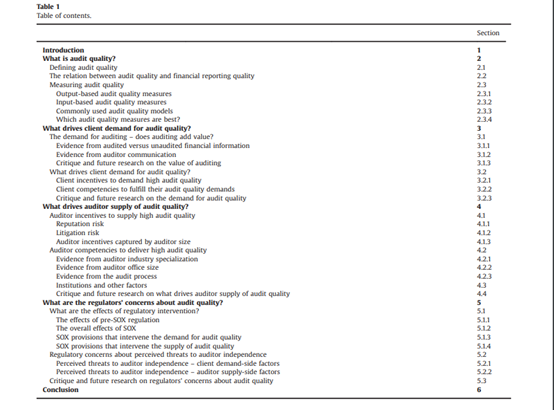 Table 1
Table of contents.
Section
Introduction 1
What is audit quality? 2
Defining audit quality 2.1
The relation between audit quality and financial reporting quality 2.2
Measuring audit quality 2.3
Output-based audit quality measures 2.3.1
Input-based audit quality measures 2.3.2
Commonly used audit quality models 2.3.3
Which audit quality measures are best? 2.3.4
What drives client demand for audit quality? 3
The demand for auditing – does auditing add value? 3.1
Evidence from audited versus unaudited financial information 3.1.1
Evidence from auditor communication 3.1.2
Critique and future research on the value of auditing 3.1.3
What drives client demand for audit quality? 3.2
Client incentives to demand high audit quality 3.2.1
Client competencies to fulfill their audit quality demands 3.2.2
Critique and future research on the demand for audit quality 3.2.3
What drives auditor supply of audit quality? 4
Auditor incentives to supply high audit quality 4.1
Reputation risk 4.1.1
Litigation risk 4.1.2
Auditor incentives captured by auditor size 4.1.3
Auditor competencies to deliver high audit quality 4.2
Evidence from auditor industry specialization 4.2.1
Evidence from auditor office size 4.2.2
Evidence from the audit process 4.2.3
Institutions and other factors 4.3
Critique and future research on what drives auditor supply of audit quality 4.4
What are the regulators' concerns about audit quality? 5
What are the effects of regulatory intervention? 5.1
The effects of pre-SOX regulation 5.1.1
The overall effects of SOX 5.1.2
SOX provisions that intervene the demand for audit quality 5.1.3
SOX provisions that intervene the supply of audit quality 5.1.4
Regulatory concerns about perceived threats to auditor independence 5.2
Perceived threats to auditor independence – client demand-side factors 5.2.1
Perceived threats to auditor independence – auditor supply-side factors 5.2.2
Critique and future research on regulators' concerns about audit quality 5.3
Conclusion 6